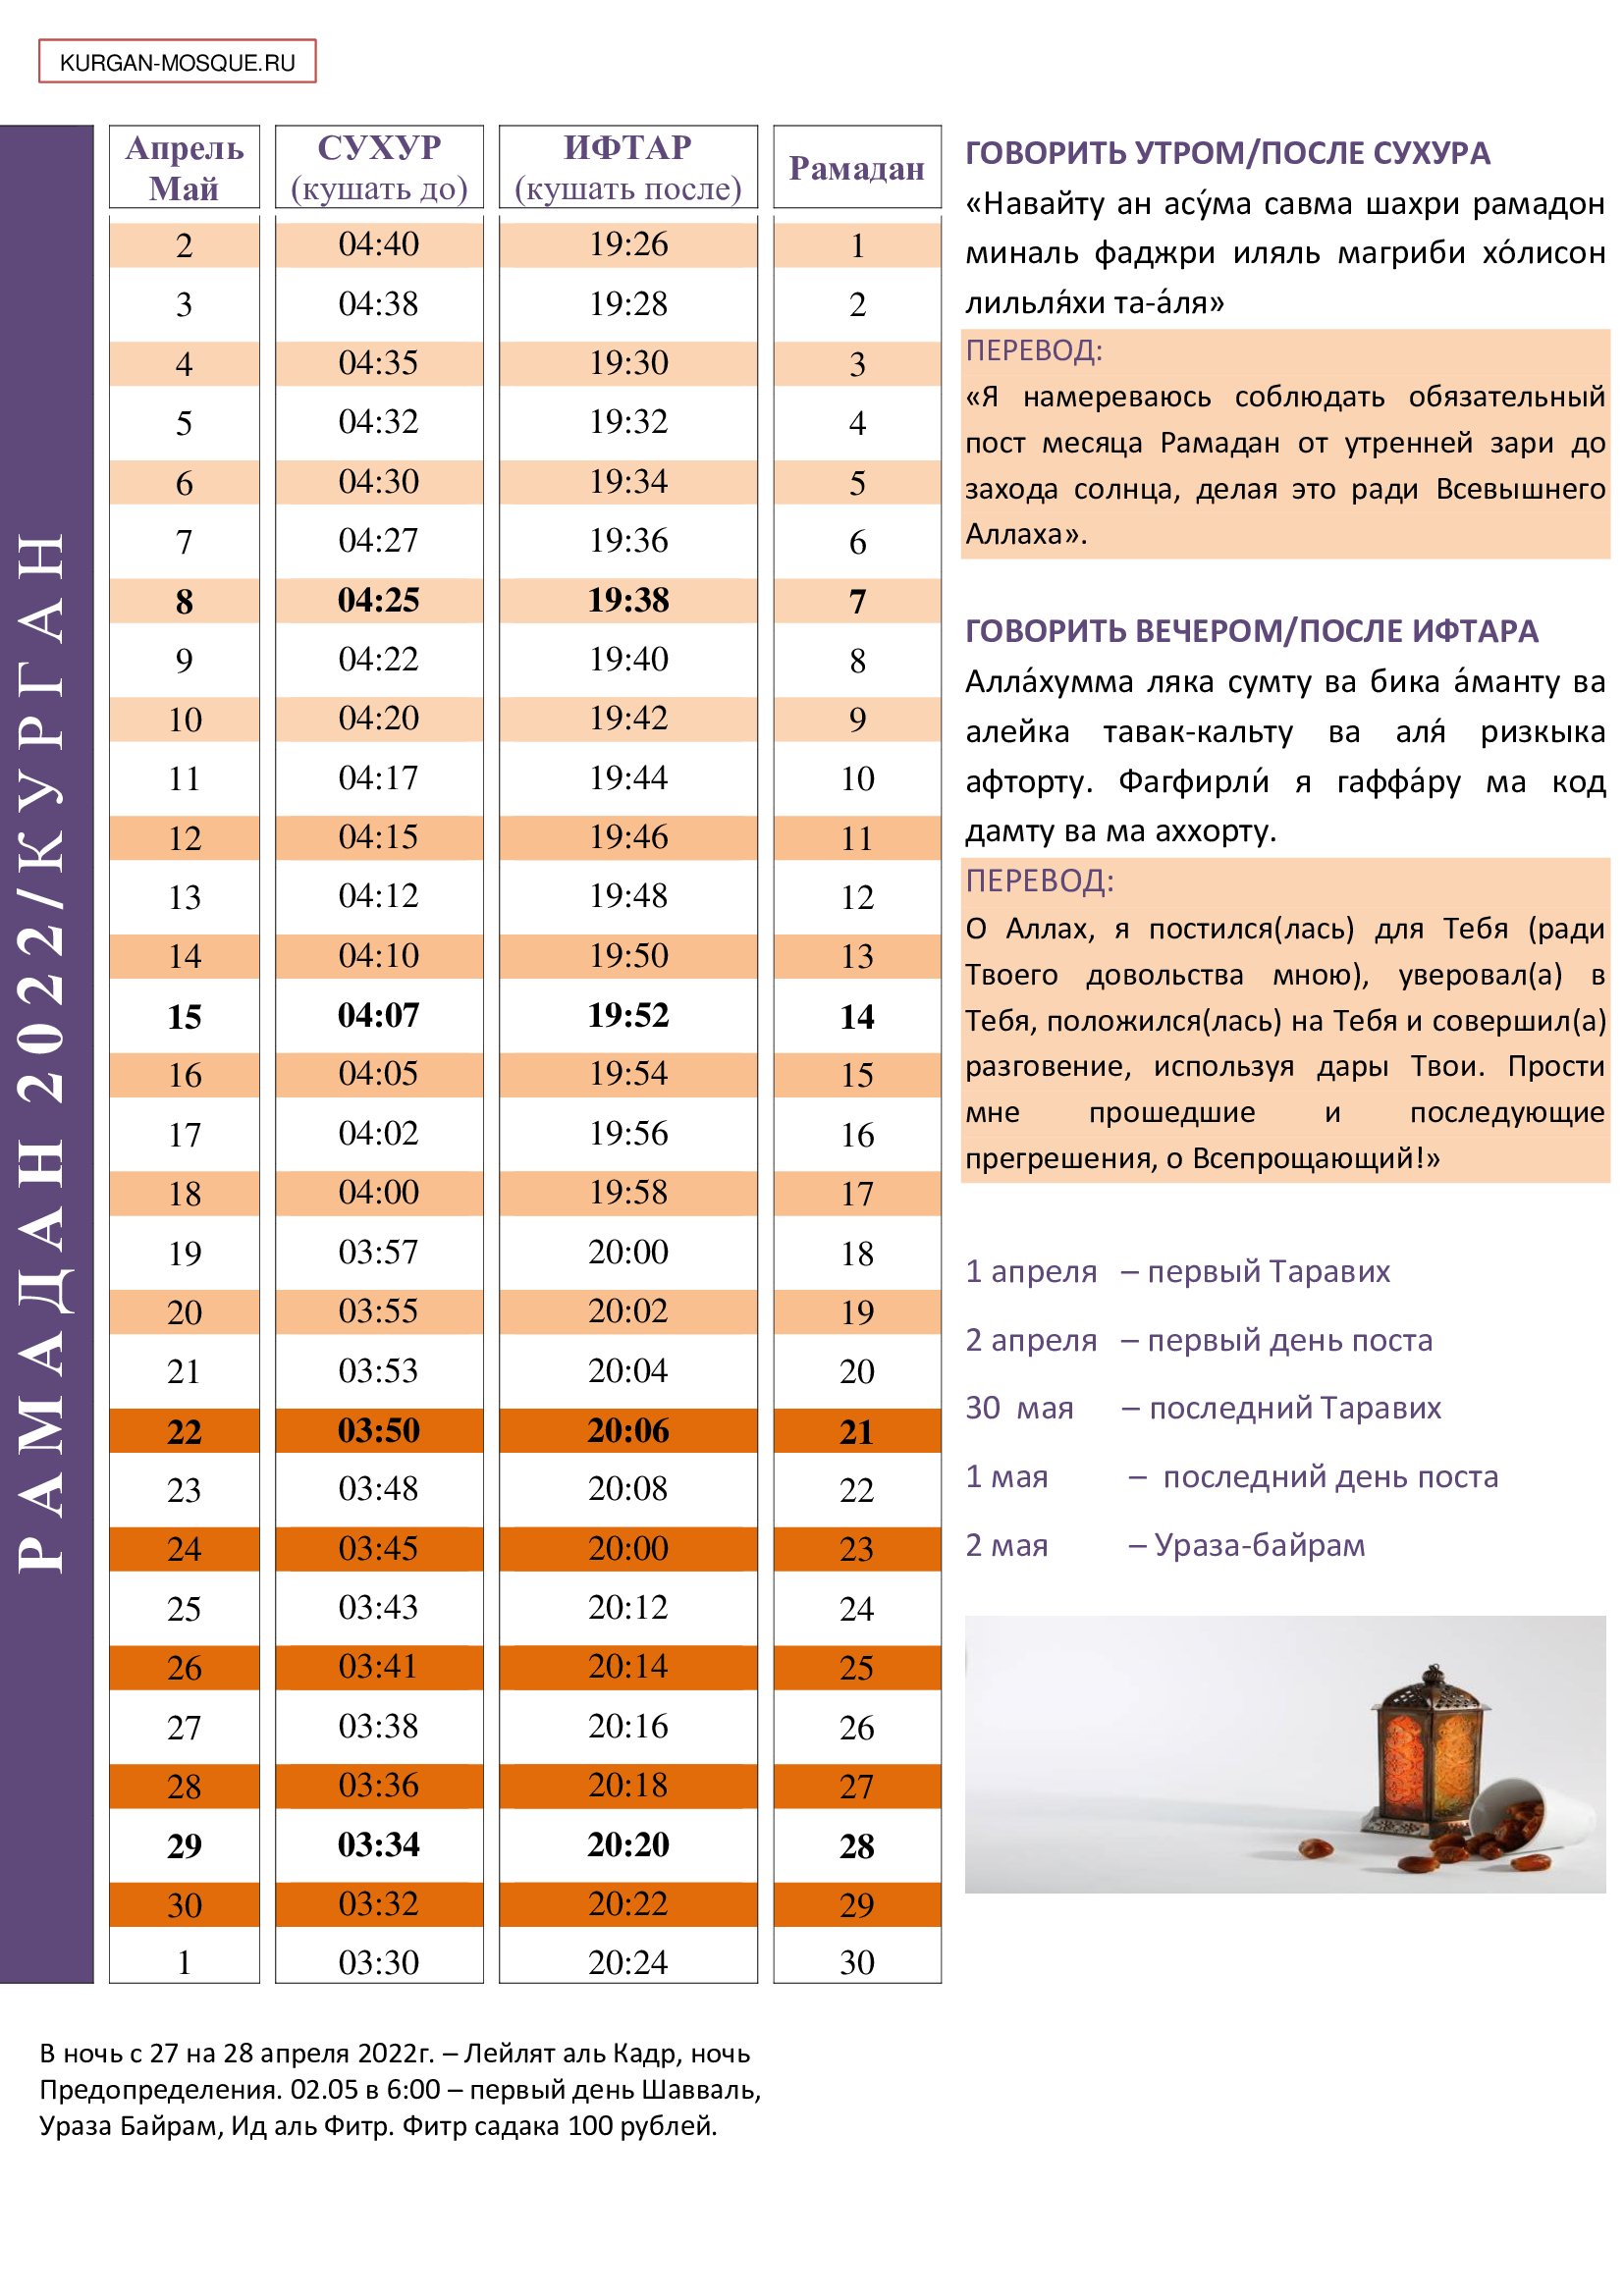 KURGAN-MOSQUE.RU
РАМАДАН 2022/КУРГАН
Апрель Май СУХУР (кушать до) ИФТАР (кушать после) Рамадан
2 04:40 19:26 1
3 04:38 19:28 2
4 04:35 19:30 3
5 04:32 19:32 4
6 04:30 19:34 5
7 04:27 19:36 6
8 04:25 19:38 7
9 04:22 19:40 8
10 04:20 19:42 9
11 04:17 19:44 10
12 04:15 19:46 11
13 04:12 19:48 12
14 04:10 19:50 13
15 04:07 19:52 14
16 04:05 19:54 15
17 04:02 19:56 16
18 04:00 19:58 17
19 03:57 20:00 18
20 03:55 20:02 19
21 03:53 20:04 20
22 03:50 20:06 21
23 03:48 20:08 22
24 03:45 20:00 23
25 03:43 20:12 24
26 03:41 20:14 25
27 03:38 20:16 26
28 03:36 20:18 27
29 03:34 20:20 28
30 03:32 20:22 29
1 03:30 20:24 30
ГОВОРИТЬ УТРОМ/ПОСЛЕ СУХУРА
«Навайту ан асу́ма савма шахри рамадон
миналь фаджри иляль магриби хо́лисон
лильля́хи та-а́ля»
ПЕРЕВОД:
«Я намереваюсь соблюдать обязательный
пост месяца Рамадан от утренней зари до
захода солнца, делая это ради Всевышнего
Аллаха».
ГОВОРИТЬ ВЕЧЕРОМ/ПОСЛЕ ИФТАРА
Алла́хумма ляка сумту ва бика а́манту ва
алейка тавак-кальту ва аля́ ризкыка
афторту. Фагфирли́ я гаффа́ру ма код
дамту ва ма аххорту.
ПЕРЕВОД:
О Аллах, я постился(лась) для Тебя (ради
Твоего довольства мною), уверовал(а) в
Тебя, положился(лась) на Тебя и совершил(а)
разговение, используя дары Твои. Прости
мне прошедшие и последующие
прегрешения, о Всепрощающий!»
1 апреля – первый Таравих
2 апреля – первый день поста
30 мая – последний Таравих
1 мая – последний день поста
2 мая – Ураза-байрам
В ночь с 27 на 28 апреля 2022г. – Лейлят аль Кадр, ночь
Предопределения. 02.05 в 6:00 – первый день Шавваль,
Ураза Байрам, Ид аль Фитр. Фитр садака 100 рублей.